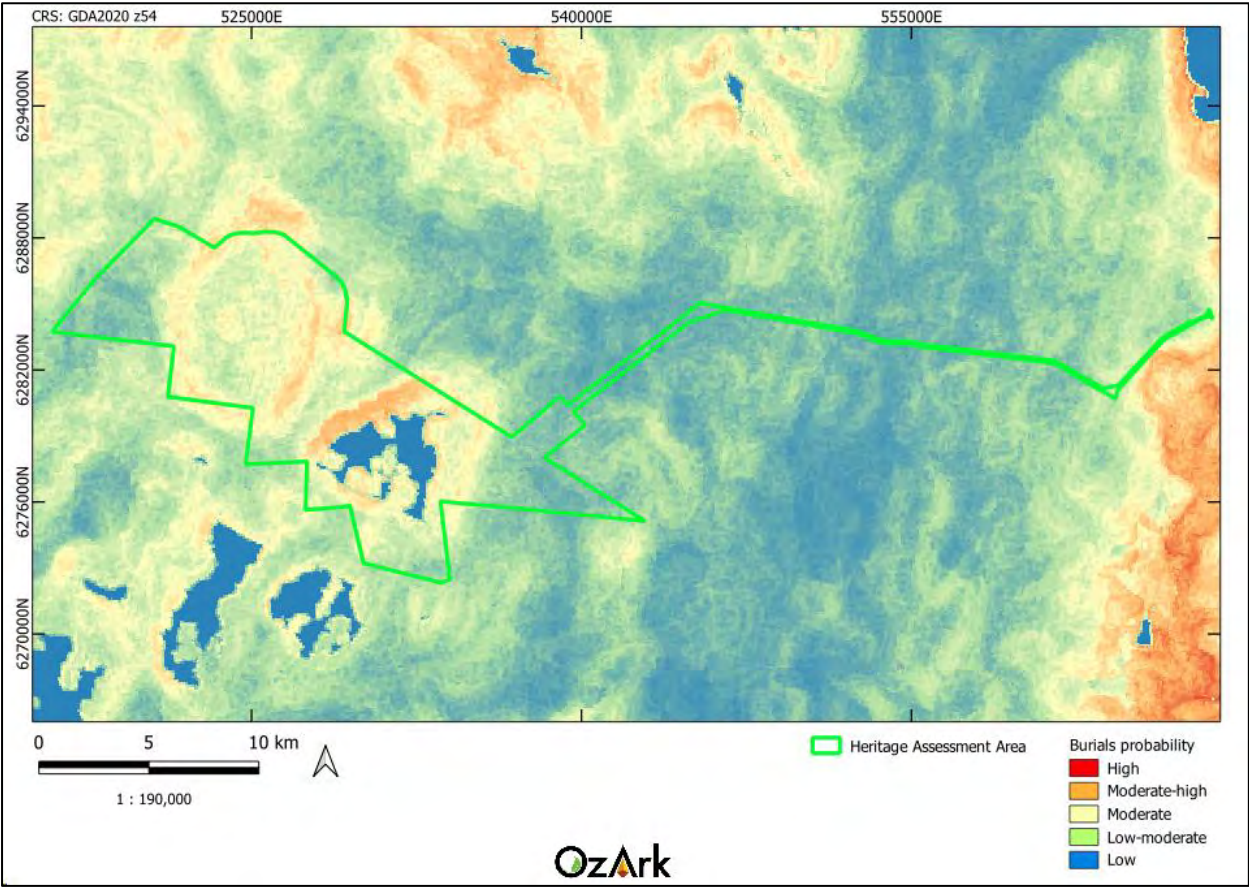 CRS: GDA2020 z54
525000E
540000E
555000E
6294000N
6288000N
6282000N
6276000N
6270000N
0 5 10 km
1 : 190,000
Heritage Assessment Area
Burials probability
High
Moderate-high
Moderate
Low-moderate
Low
OzArk